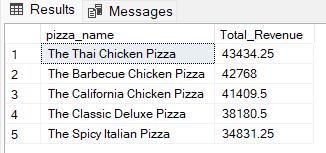 Results Messages
pizza_name Total_Revenue
1 The Thai Chicken Pizza 43434.25
2 The Barbecue Chicken Pizza 42768
3 The California Chicken Pizza 41409.5
4 The Classic Deluxe Pizza 38180.5
5 The Spicy Italian Pizza 34831.25